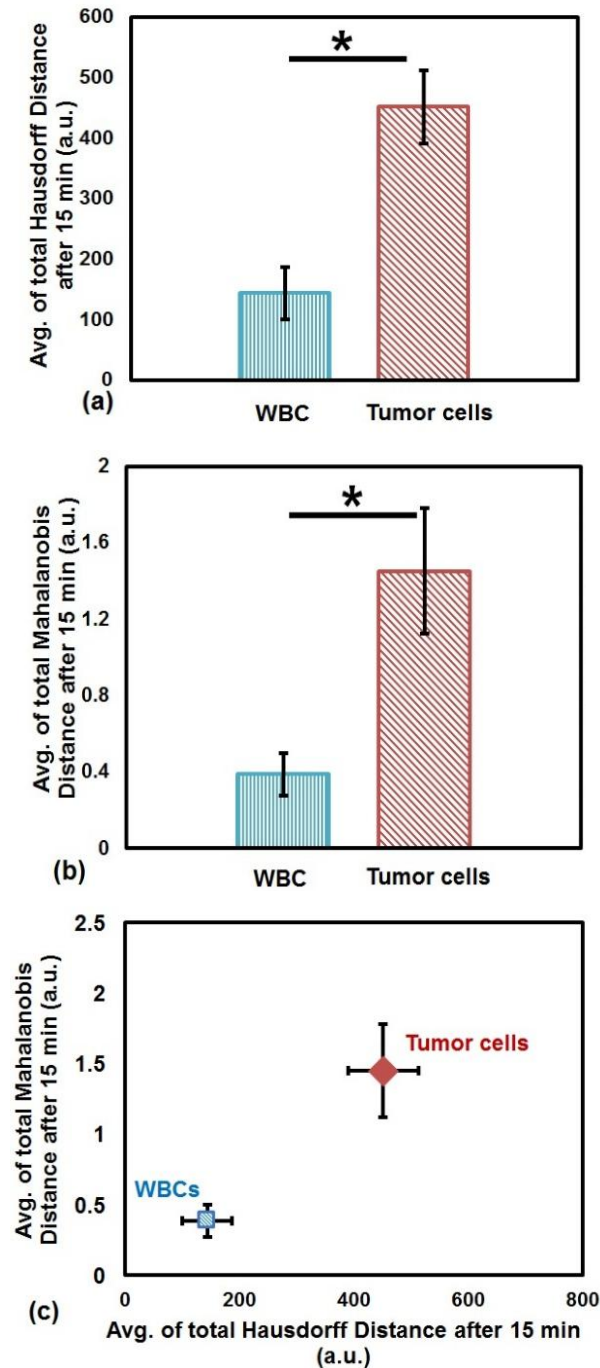 600
500
400
300
200
100
0
Avg. of total Hausdorff Distance
after 15 min (a.u.)
*
WBC
Tumor cells
(a)
2
1.6
1.2
0.8
0.4
0
Avg. of total Mahalanobis
Distance after 15 min (a.u.)
*
WBC
Tumor cells
(b)
2.5
2
1.5
1
0.5
0
Avg. of total Mahalanobis
Distance after 15 min (a.u.)
Tumor cells
WBCs
0 200 400 600 800
(c)
Avg. of total Hausdorff Distance after 15 min
(a.u.)